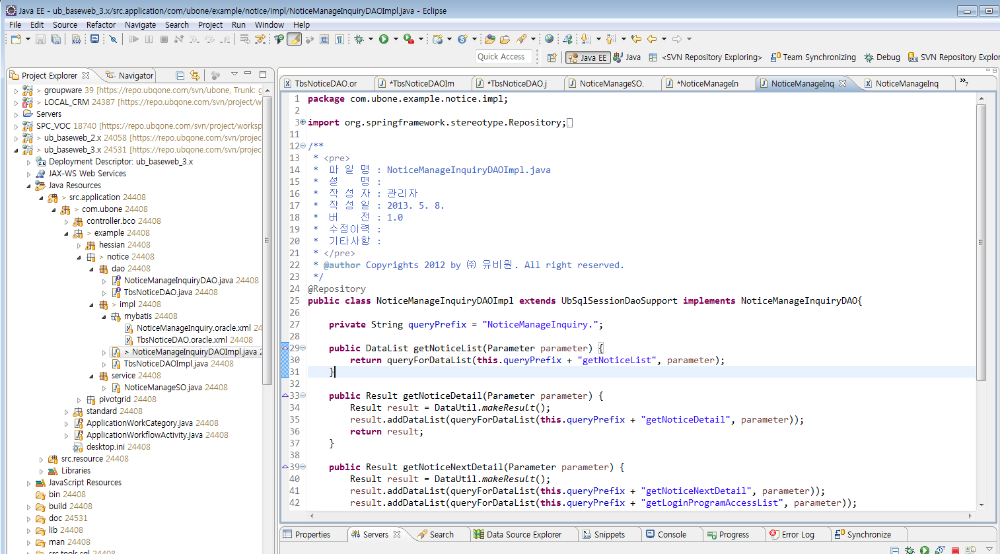 Java EE - ub_baseweb_3.x/src.application/com/ubone/example/notice/impl/NoticeManageInquiryDAOImpl.java - Eclipse
File Edit Source Refactor Navigate Search Project Run Window Help
Quick Access
Java EE Java <SVN Repository Exploring> Team Synchronizing Debug SVN Repository Explor
Project Explorer Navigator
> groupware 39 [https://repo.ubqone.com/svn/ubone, Trunk: g
> LOCAL_CRM 24387 [https://repo.ubqone.com/svn/project/w
Servers
SPC_VOC 18740 [https://repo.ubqone.com/svn/project/worksp
> ub_baseweb_2.x 24058 [https://repo.ubqone.com/svn/projec
> ub_baseweb_3.x 24531 [https://repo.ubqone.com/svn/projec
Deployment Descriptor: ub_baseweb_3.x
JAX-WS Web Services
Java Resources
> src.application 24408
> com.ubone 24408
controller.bco 24408
> example 24408
hessian 24408
> notice 24408
dao 24408
NoticeManageInquiryDAO.java 24408
TbsNoticeDAO.java 24408
> impl 24408
mybatis 24408
NoticeManageInquiry.oracle.xml 24
TbsNoticeDAO.oracle.xml 24408
> NoticeManageInquiryDAOImpl.java 2
TbsNoticeDAOImpl.java 24408
service 24408
NoticeManageSO.java 24408
pivotgrid 24408
standard 24408
ApplicationWorkCategory.java 24408
ApplicationWorkflowActivity.java 24408
desktop.ini 24408
src.resource 24408
Libraries
JavaScript Resources
bin 24408
build 24408
doc 24531
lib 24408
man 24408
src.tools.sql 24408
TbsNoticeDAO.or *TbsNoticeDAOIm *TbsNoticeDAO.j NoticeManageSO. *NoticeManageIn NoticeManageInq NoticeManageInq »7
1 package com.ubone.example.notice.impl;
2
3 import org.springframework.stereotype.Repository;
11
12 /**
13 * <pre>
14 * 파 일 명 : NoticeManageInquiryDAOImpl.java
15 * 설 명 :
16 * 작 성 자 : 관리자
17 * 작 성 일 : 2013. 5. 8.
18 * 버 전 : 1.0
19 * 수정이력 :
20 * 기타사항 :
21 * </pre>
22 * @author Copyrights 2012 by ㈜ 유비원. All right reserved.
23 */
24 @Repository
25 public class NoticeManageInquiryDAOImpl extends UbSqlSessionDaoSupport implements NoticeManageInquiryDAO{
26
27 private String queryPrefix = "NoticeManageInquiry.";
28
29 public DataList getNoticeList(Parameter parameter) {
30 return queryForDataList(this.queryPrefix + "getNoticeList", parameter);
31 }
32
33 public Result getNoticeDetail(Parameter parameter) {
34 Result result = DataUtil.makeResult();
35 result.addDataList(queryForDataList(this.queryPrefix + "getNoticeDetail", parameter));
36 return result;
37 }
38
39 public Result getNoticeNextDetail(Parameter parameter) {
40 Result result = DataUtil.makeResult();
41 result.addDataList(queryForDataList(this.queryPrefix + "getNoticeNextDetail", parameter));
42 result.addDataList(queryForDataList(this.queryPrefix + "getLoginProgramAccessList", parameter));
Properties Servers Search Data Source Explorer Snippets Console Progress Error Log Synchronize